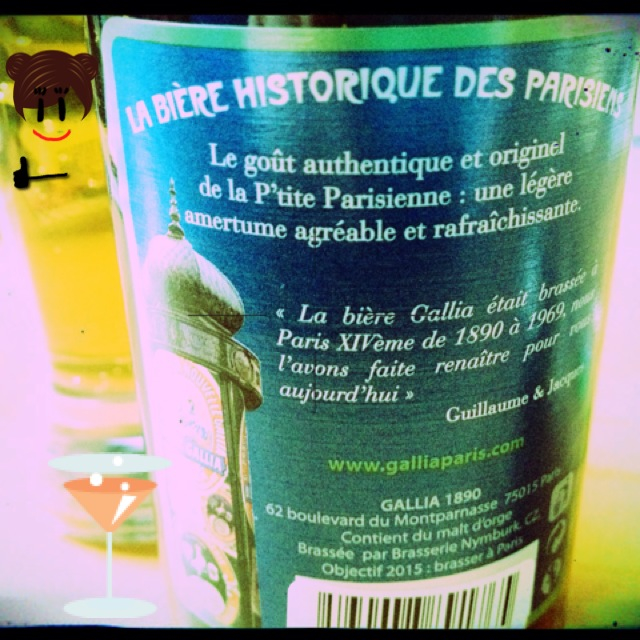 LA BIÈRE HISTORIQUE DES PARISIENS
Le goût authentique et originel
de la P'tite Parisienne : une légère
amertume agréable et rafraîchissante.
« La bière Gallia était brassée à
Paris XIVème de 1890 à 1969, nous
l'avons faite renaître pour vous
aujourd'hui »
Guillaume & Jacques
www.galliaparis.com
GALLIA 1890
62 boulevard du Montparnasse 75015 Paris
Contient du malt d'orge
Brassée par Brasserie Nymburk, CZ.
Objectif 2015 : brasser à Paris
GALLIA